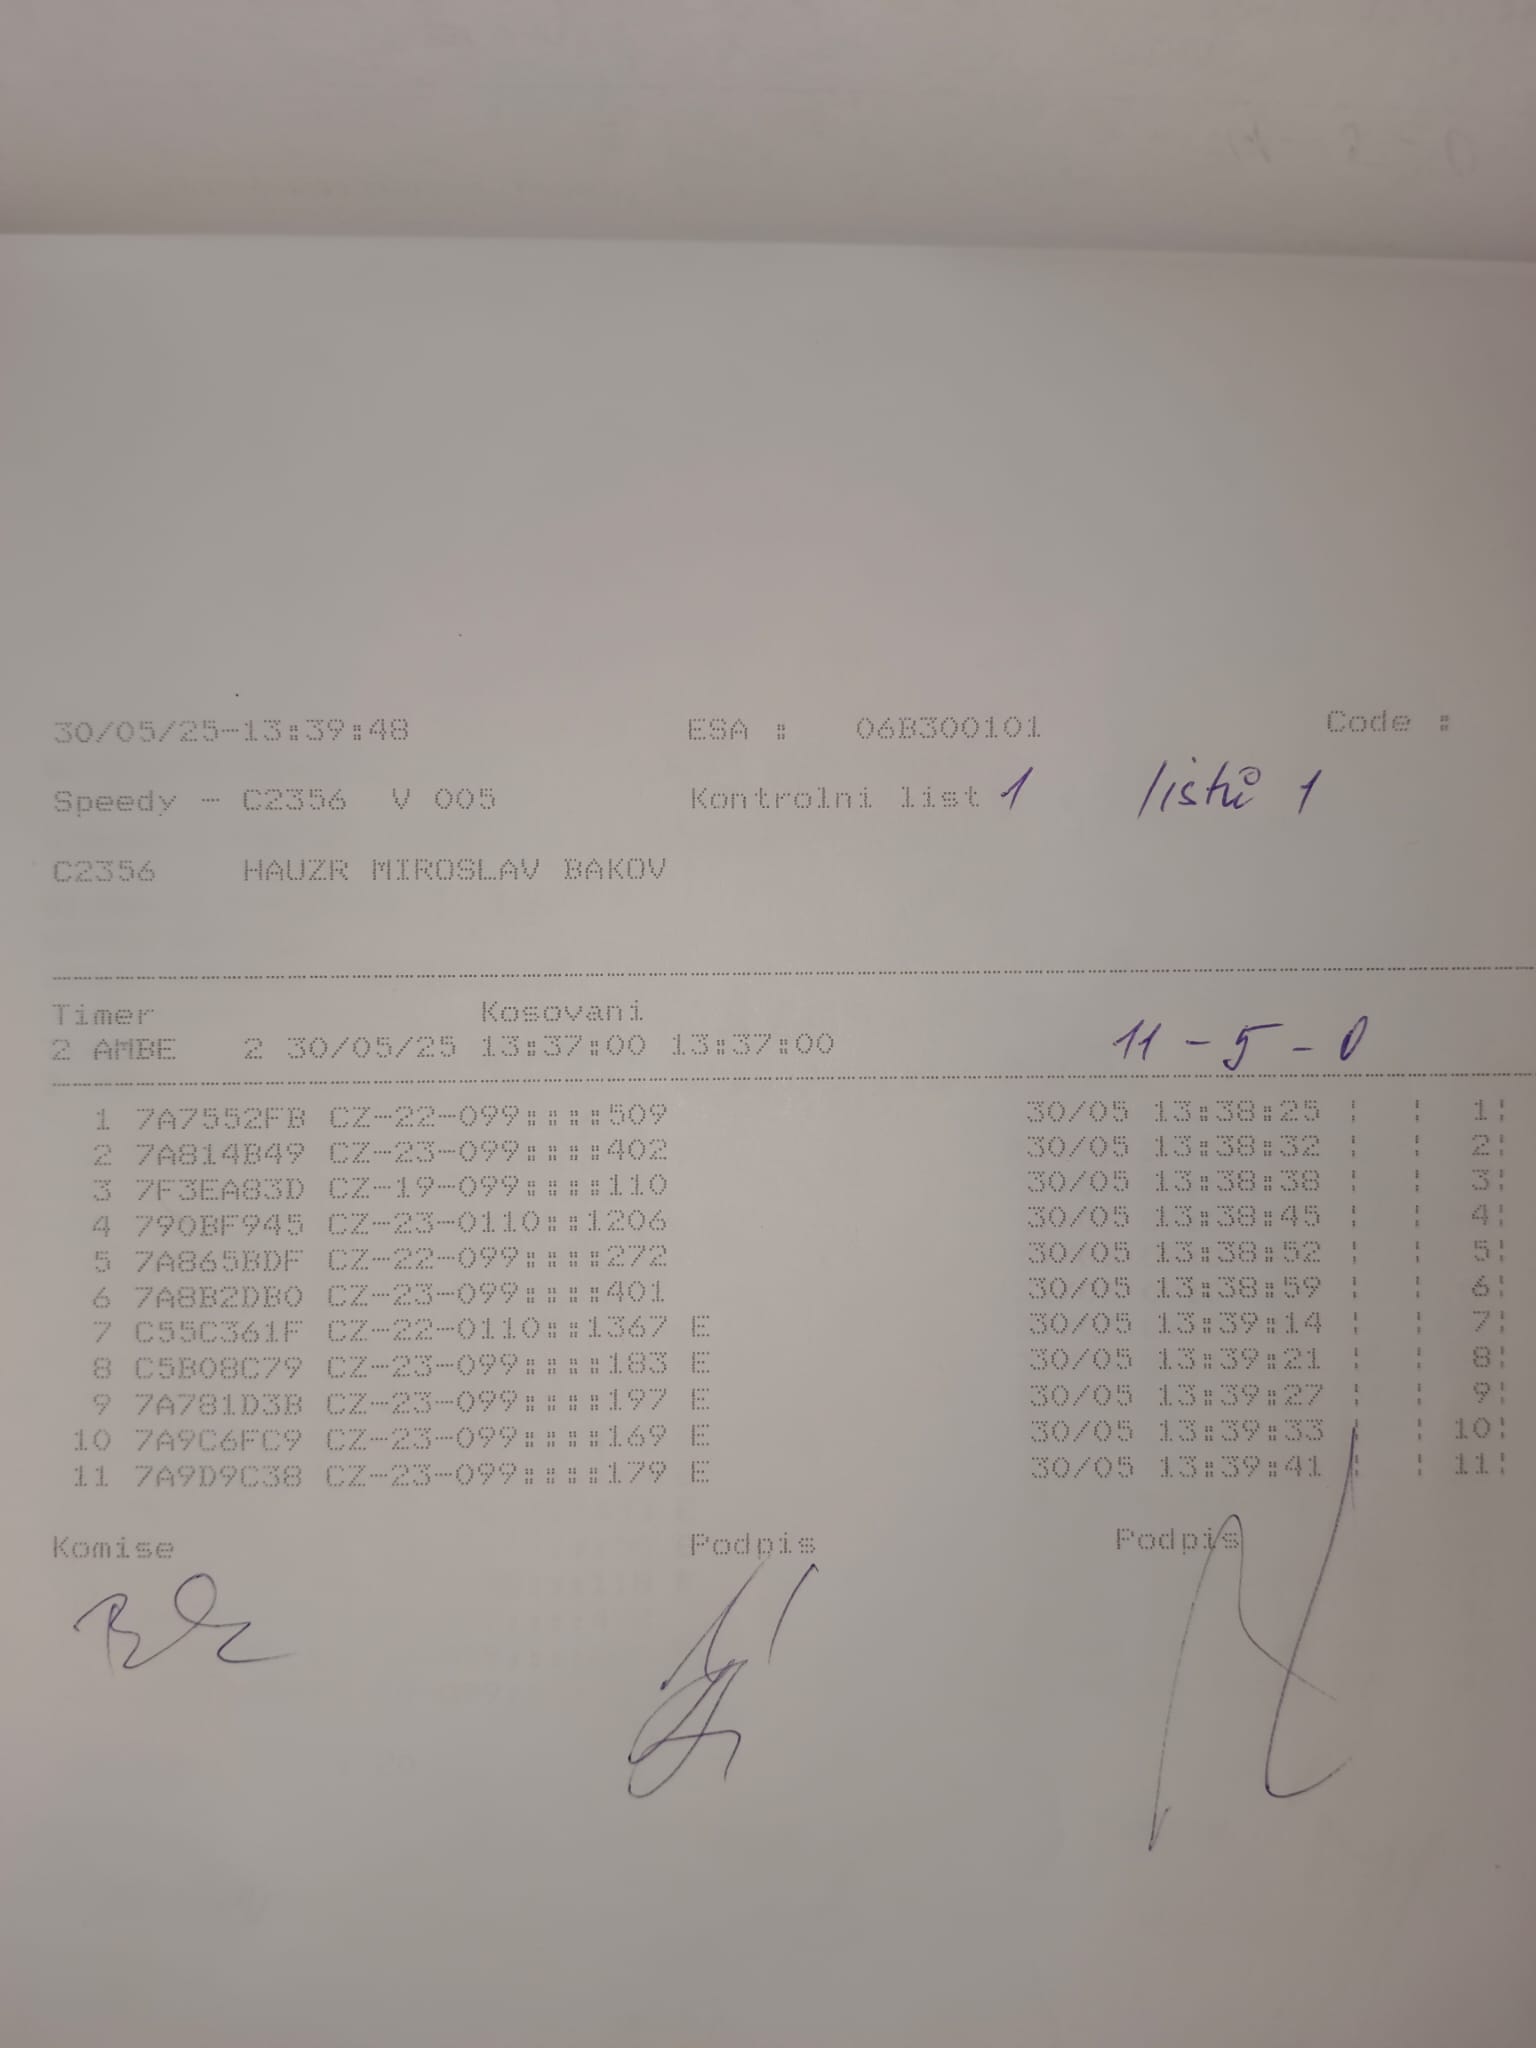 30/05/25-13:39:48 ESA : 06B300101 Code :
Speedy - C2356 V 005 Kontrolni list 1 listů 1
C2356 HAUZR MIROSLAV BAKOV
Timer Kosovani
2 AMBE 2 30/05/25 13:37:00 13:37:00 11 - 5 - 0
1 7A7552FB CZ-22-099::::509 30/05 13:38:25 ¦ ¦ 1¦
2 7A814B49 CZ-23-099::::402 30/05 13:38:32 ¦ ¦ 2¦
3 7F3EA83D CZ-19-099::::110 30/05 13:38:38 ¦ ¦ 3¦
4 790BF945 CZ-23-0110::1206 30/05 13:38:45 ¦ ¦ 4¦
5 7A865BDF CZ-22-099::::272 30/05 13:38:52 ¦ ¦ 5¦
6 7A8B2DB0 CZ-23-099::::401 30/05 13:38:59 ¦ ¦ 6¦
7 C55C361F CZ-22-0110::1367 E 30/05 13:39:14 ¦ ¦ 7¦
8 C5B08C79 CZ-23-099::::183 E 30/05 13:39:21 ¦ ¦ 8¦
9 7A781D3B CZ-23-099::::197 E 30/05 13:39:27 ¦ ¦ 9¦
10 7A9C6FC9 CZ-23-099::::169 E 30/05 13:39:33 ¦ ¦ 10¦
11 7A9D9C38 CZ-23-099::::179 E 30/05 13:39:41 ¦ ¦ 11¦
Komise Podpis Podpis